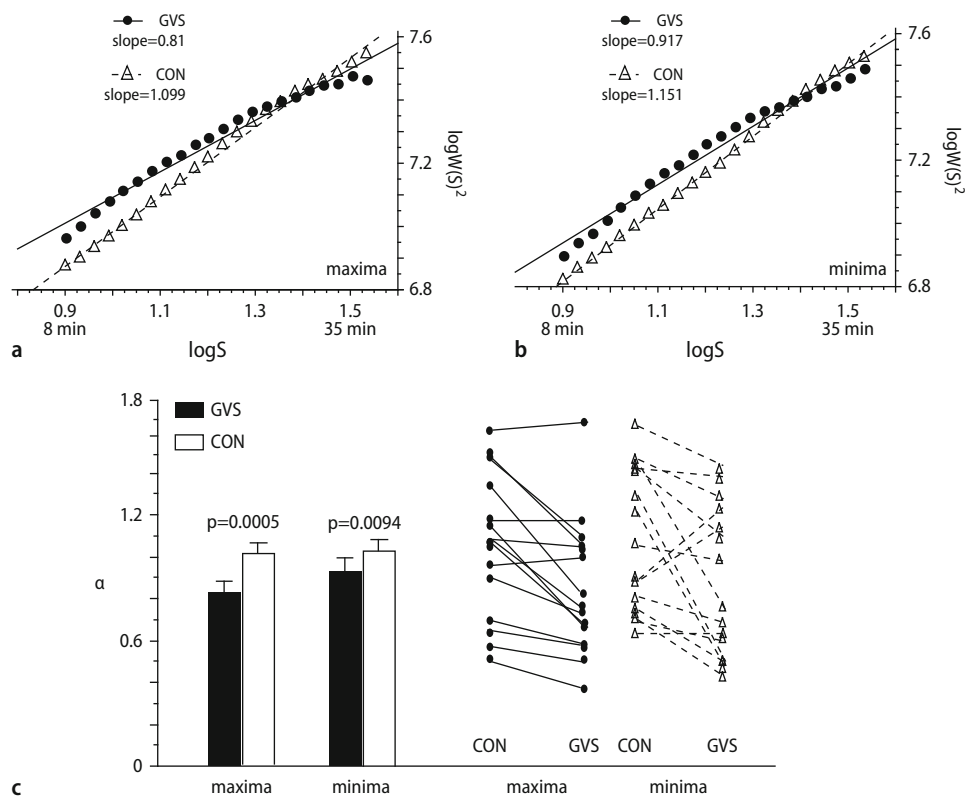 GVS
slope=0.81
CON
slope=1.099
7.6
7.2
6.8
logW(S)²
maxima
0.9 1.1 1.3 1.5
8 min 35 min
logS
a
GVS
slope=0.917
CON
slope=1.151
7.6
7.2
6.8
logW(S)²
minima
0.9 1.1 1.3 1.5
8 min 35 min
logS
b
1.8
1.2
0.6
0
α
GVS
CON
p=0.0005 p=0.0094
CON GVS CON GVS
maxima minima maxima minima
c